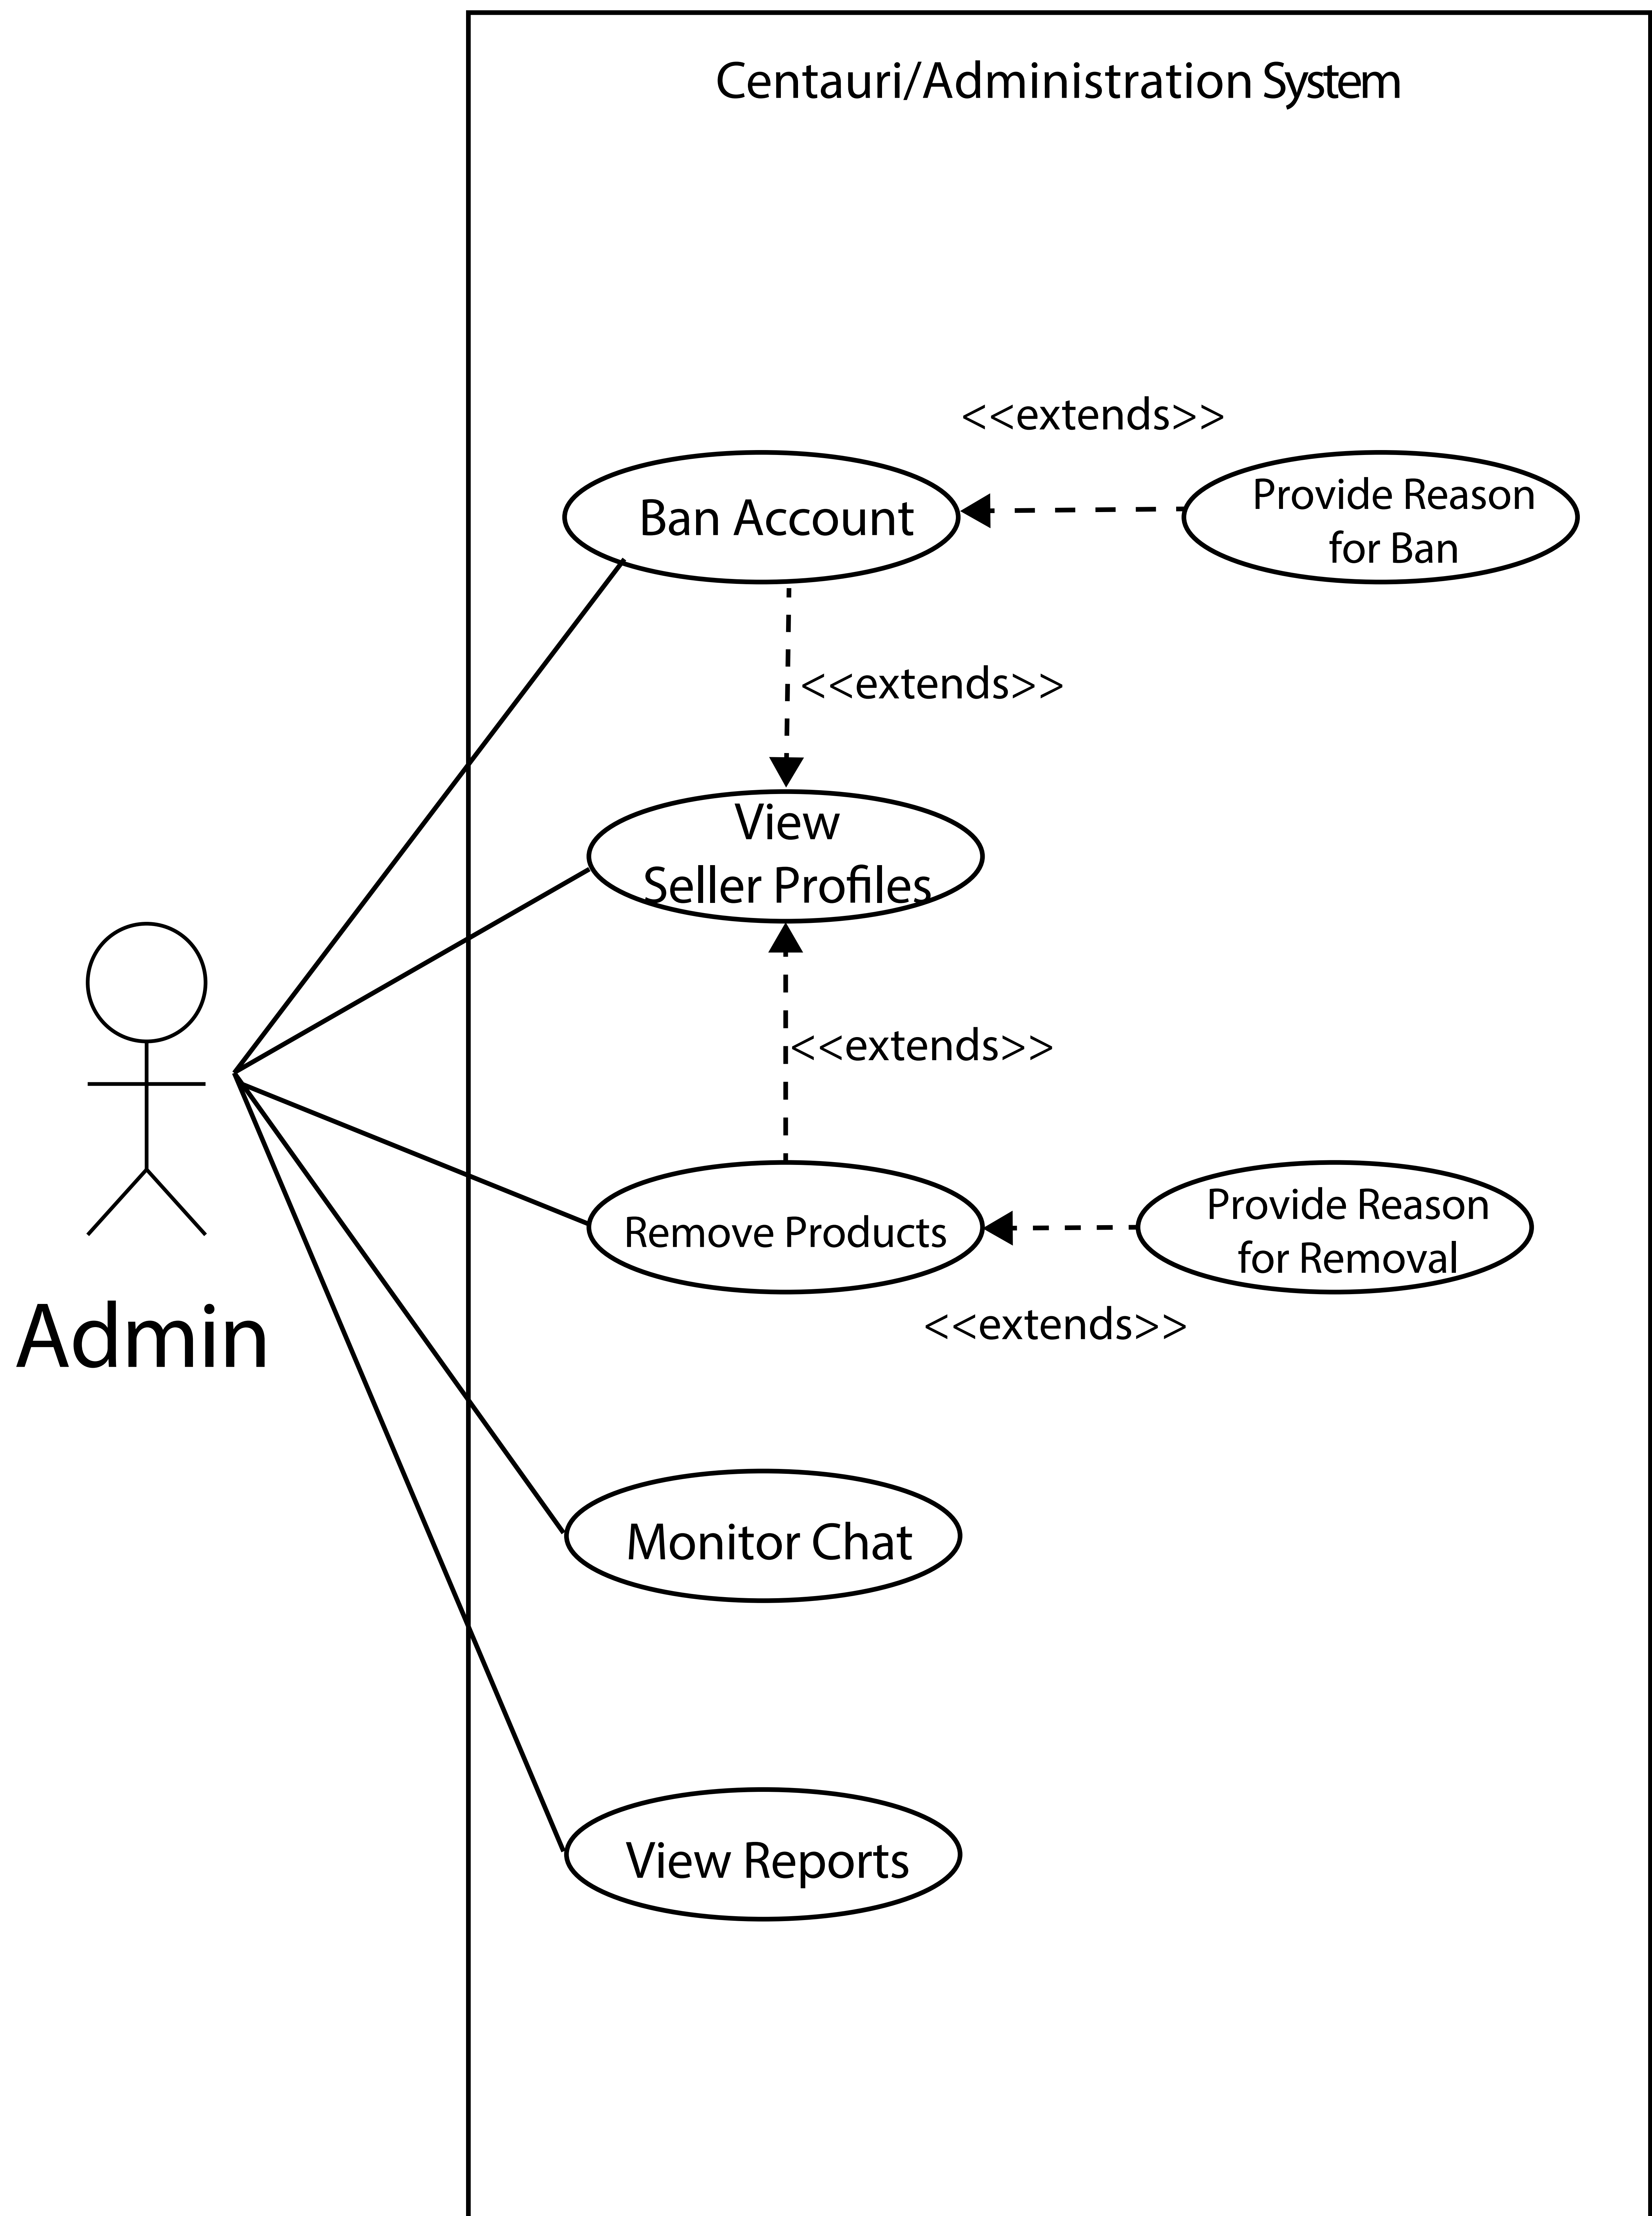 Centauri/Administration System
<<extends>>
Ban Account
Provide Reason
for Ban
<<extends>>
View
Seller Profiles
<<extends>>
Remove Products
Provide Reason
for Removal
<<extends>>
Admin
Monitor Chat
View Reports